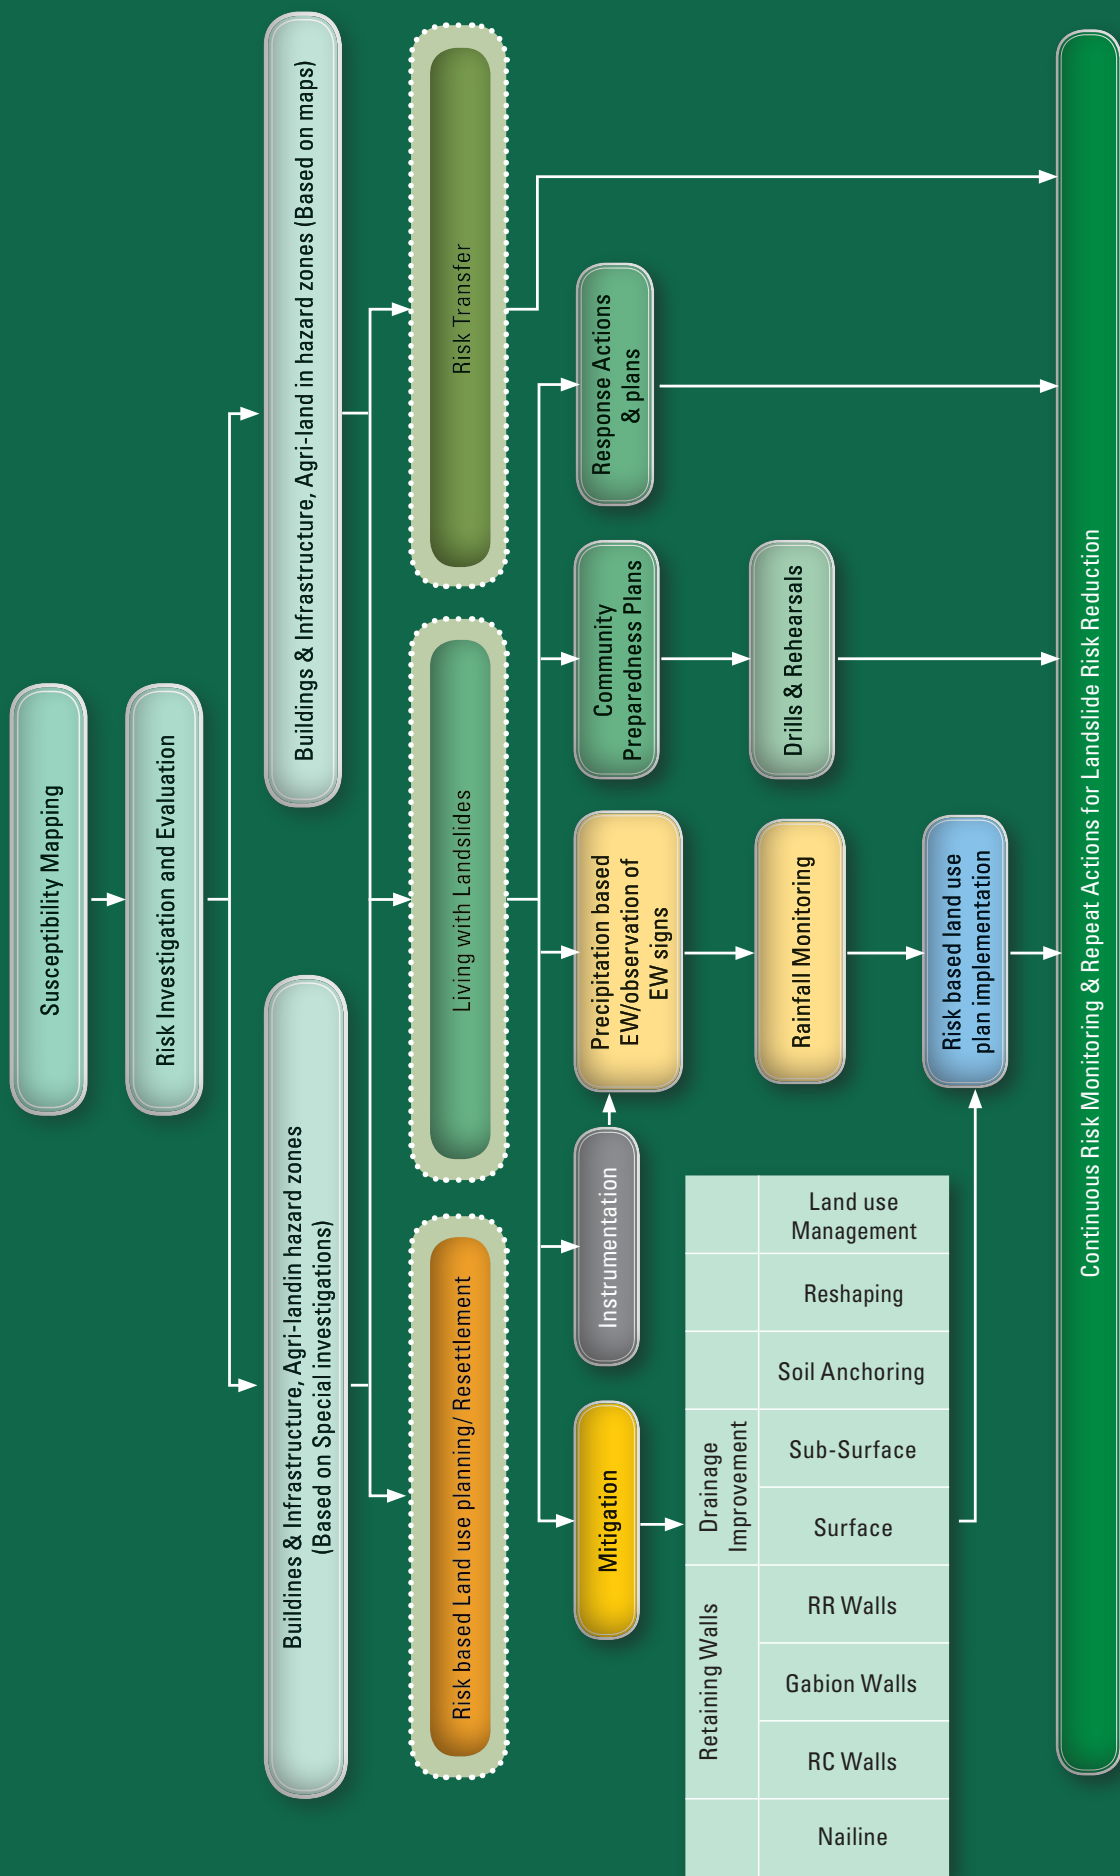 Susceptibility Mapping
Risk Investigation and Evaluation
Buildines & Infrastructure, Agri-landin hazard zones
(Based on Special investigations)
Buildings & Infrastructure, Agri-land in hazard zones (Based on maps)
Risk based Land use planning/ Resettlement
Living with Landslides
Risk Transfer
Mitigation
Instrumentation
Precipitation based
EW/observation of
EW signs
Community
Preparedness Plans
Response Actions
& plans
Rainfall Monitoring
Drills & Rehearsals
Retaining Walls
Drainage
Improvement
Nailine
RC Walls
Gabion Walls
RR Walls
Surface
Sub-Surface
Soil Anchoring
Reshaping
Land use
Management
Risk based land use
plan implementation
Continuous Risk Monitoring & Repeat Actions for Landslide Risk Reduction